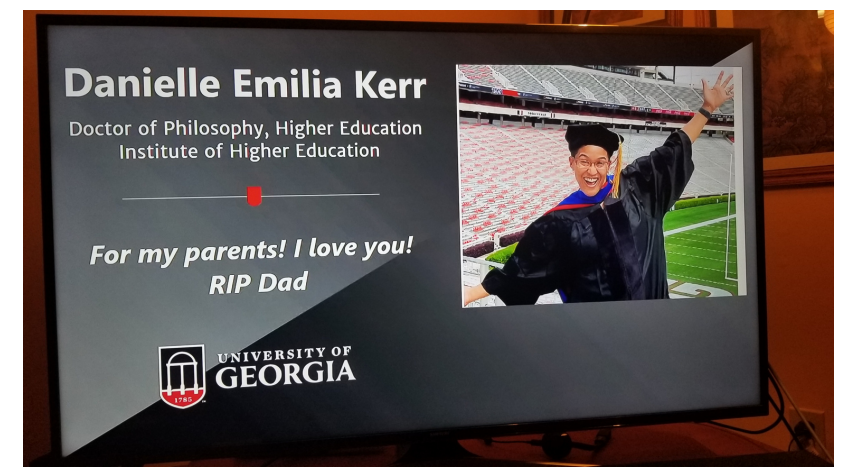 Danielle Emilia Kerr
Doctor of Philosophy, Higher Education
Institute of Higher Education
For my parents! I love you!
RIP Dad
1785
UNIVERSITY OF
GEORGIA